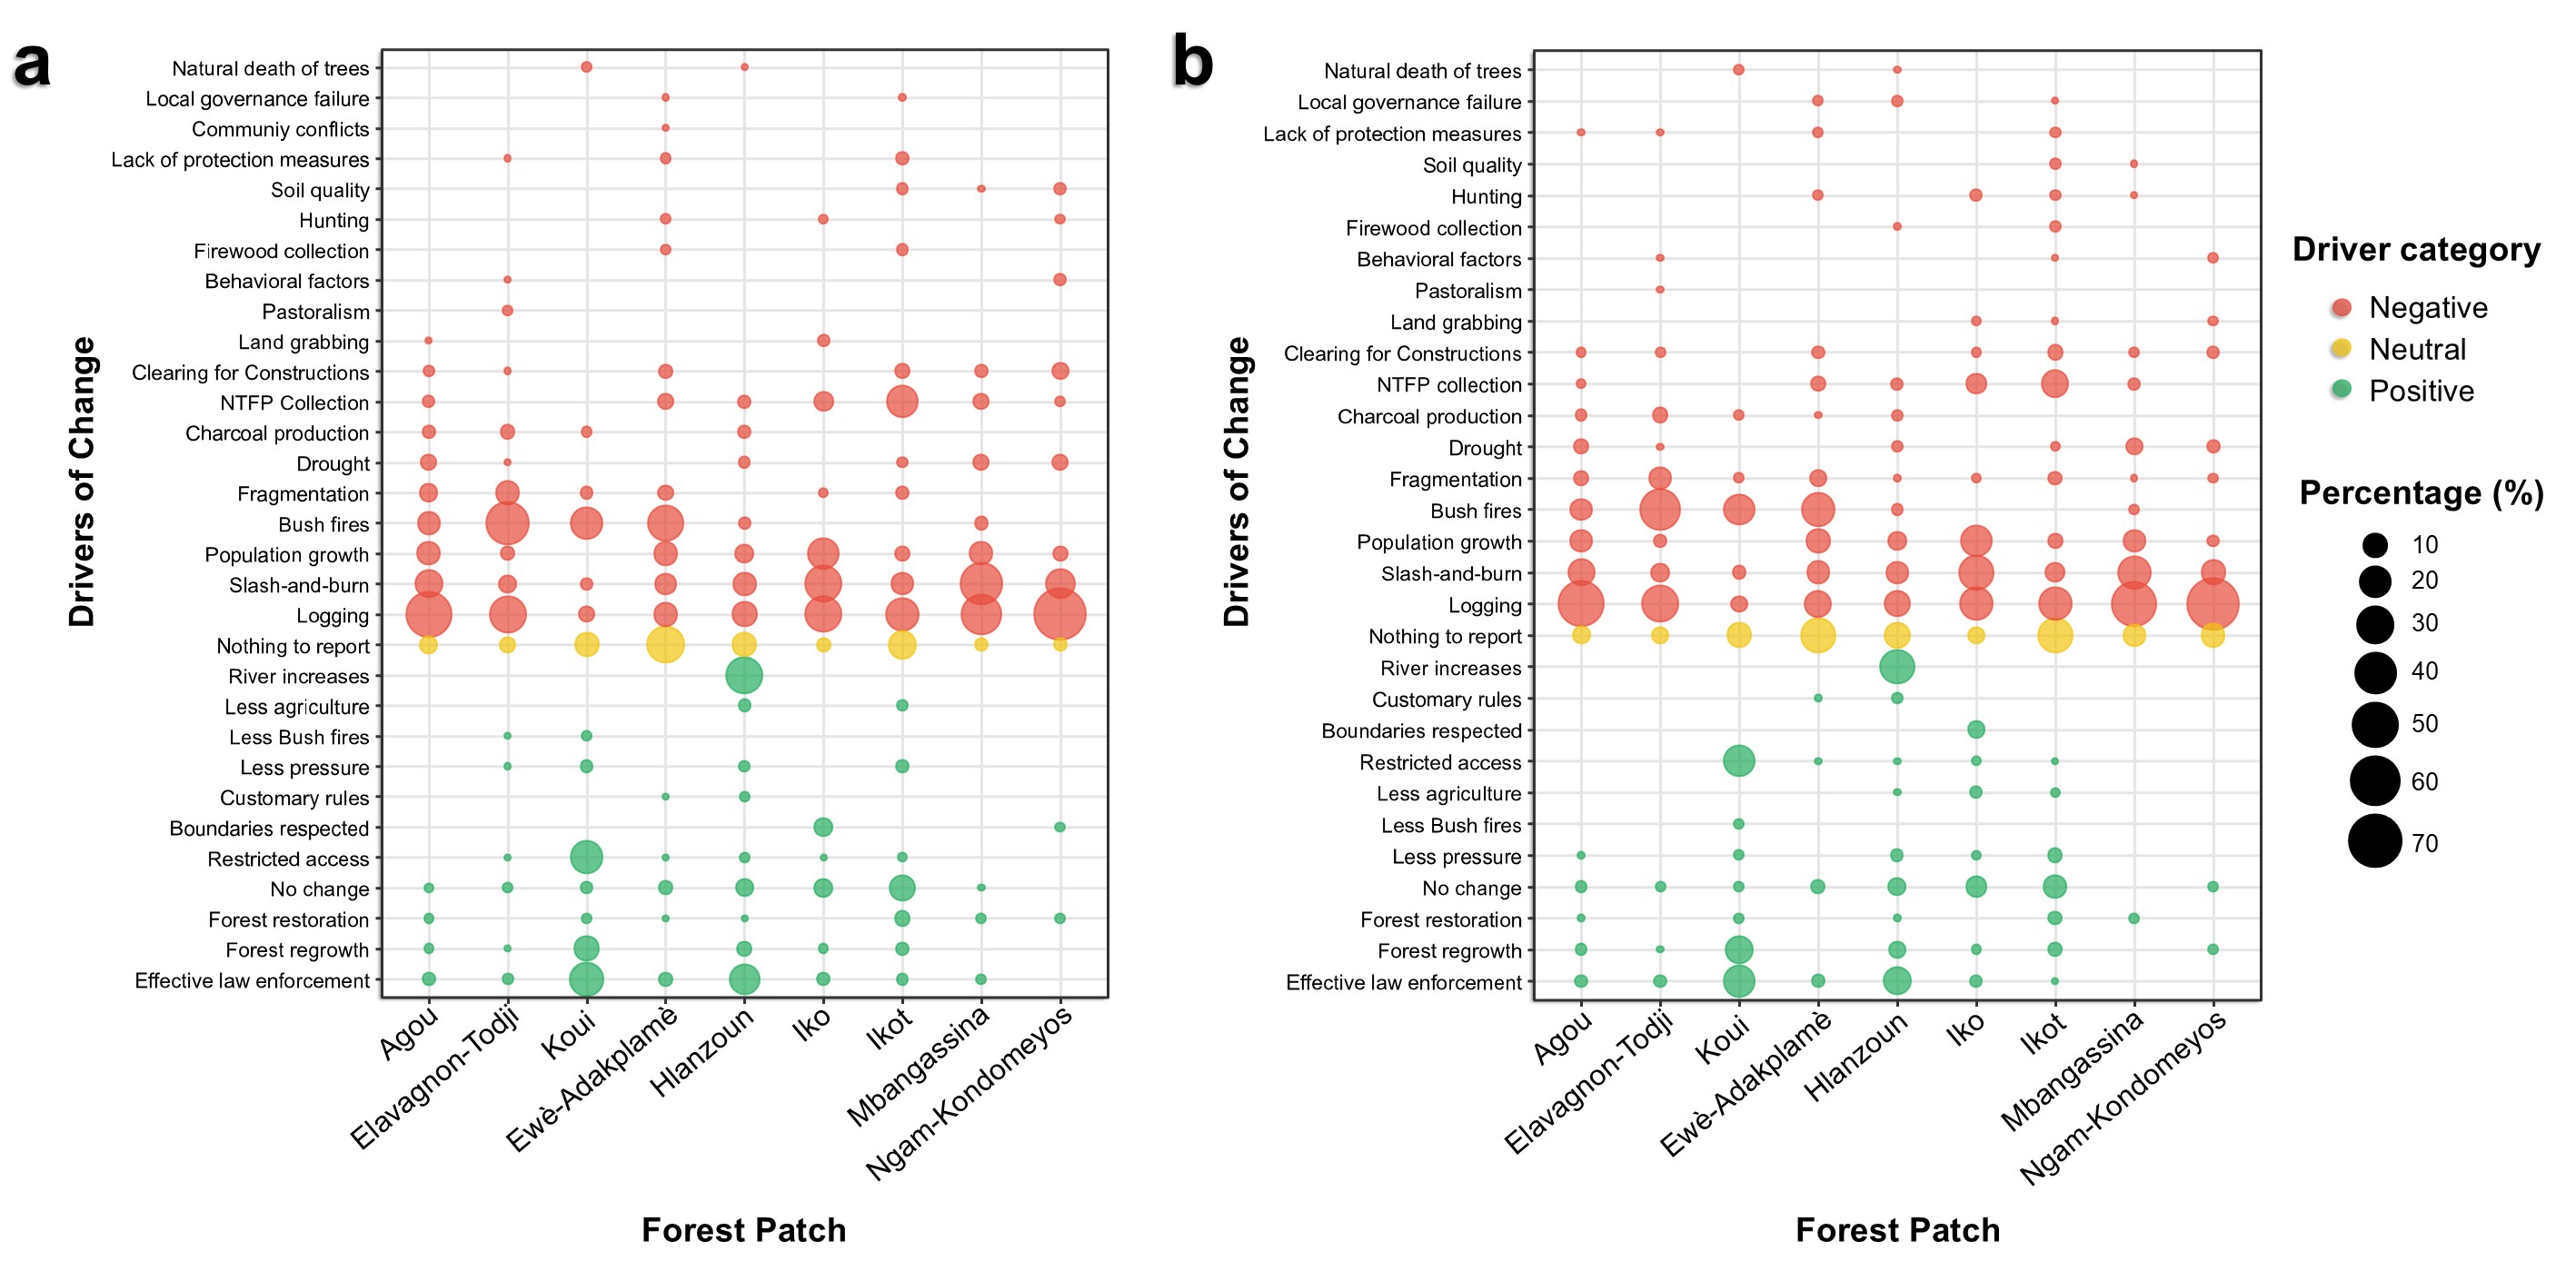 a
Natural death of trees
Local governance failure
Communiy conflicts
Lack of protection measures
Soil quality
Hunting
Firewood collection
Behavioral factors
Pastoralism
Land grabbing
Clearing for Constructions
NTFP Collection
Charcoal production
Drought
Fragmentation
Bush fires
Population growth
Slash-and-burn
Logging
Nothing to report
River increases
Less agriculture
Less Bush fires
Less pressure
Customary rules
Boundaries respected
Restricted access
No change
Forest restoration
Forest regrowth
Effective law enforcement
Drivers of Change
Agou
Elavagnon-Todji
Koui
Ewè-Adakplamè
Hlanzoun
Iko
Ikot
Mbangassina
Ngam-Kondomeyos
Forest Patch
b
Natural death of trees
Local governance failure
Lack of protection measures
Soil quality
Hunting
Firewood collection
Behavioral factors
Pastoralism
Land grabbing
Clearing for Constructions
NTFP collection
Charcoal production
Drought
Fragmentation
Bush fires
Population growth
Slash-and-burn
Logging
Nothing to report
River increases
Customary rules
Boundaries respected
Restricted access
Less agriculture
Less Bush fires
Less pressure
No change
Forest restoration
Forest regrowth
Effective law enforcement
Drivers of Change
Agou
Elavagnon-Todji
Koui
Ewè-Adakplamè
Hlanzoun
Iko
Ikot
Mbangassina
Ngam-Kondomeyos
Forest Patch
Driver category
Negative
Neutral
Positive
Percentage (%)
10
20
30
40
50
60
70